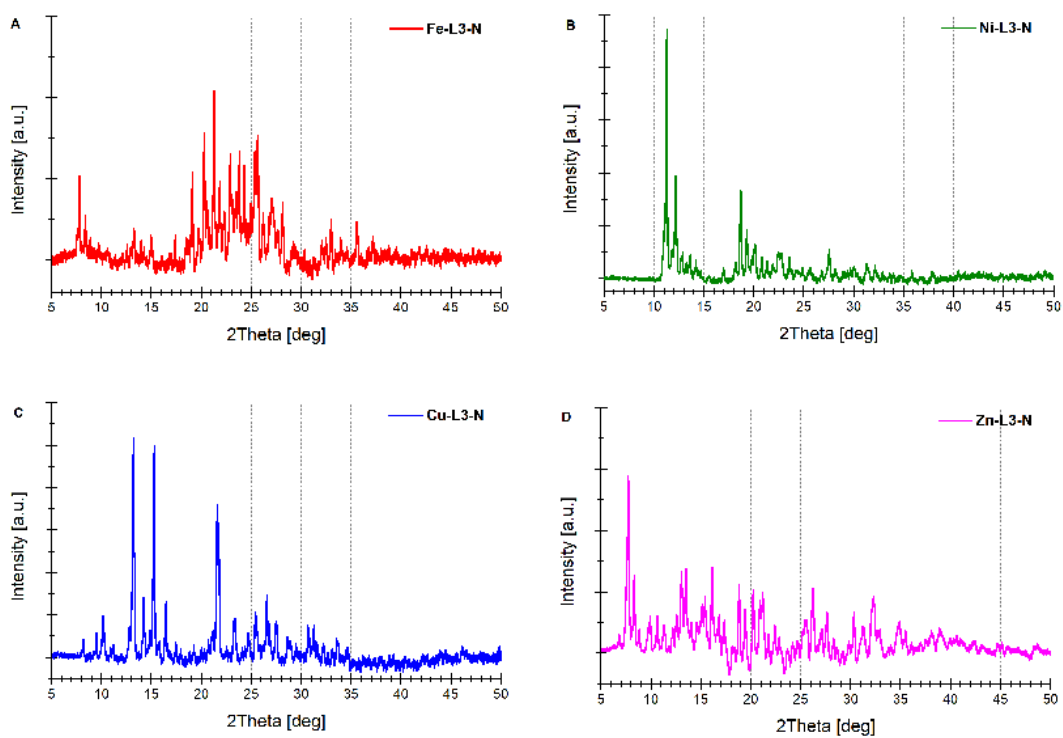 A
Fe-L3-N
Intensity [a.u.]
5 10 15 20 25 30 35 40 45 50
2Theta [deg]
B
Ni-L3-N
Intensity [a.u.]
5 10 15 20 25 30 35 40 45 50
2Theta [deg]
C
Cu-L3-N
Intensity [a.u.]
5 10 15 20 25 30 35 40 45 50
2Theta [deg]
D
Zn-L3-N
Intensity [a.u.]
5 10 15 20 25 30 35 40 45 50
2Theta [deg]